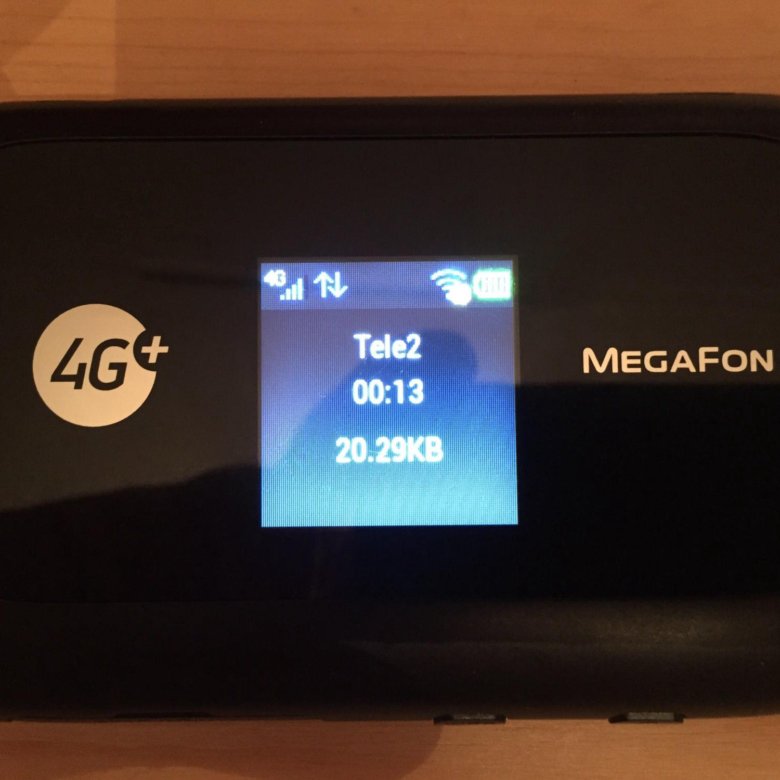 4G
Tele2
00:13
20.29KB
4G+
MEGAFON